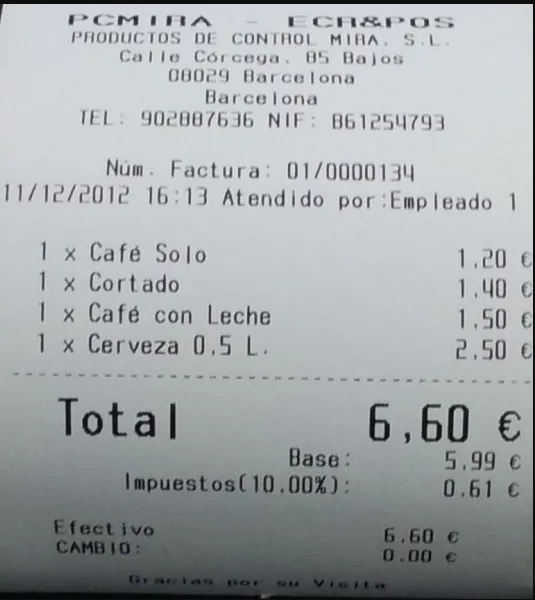 PCMIRA - ECR&POS
PRODUCTOS DE CONTROL MIRA, S.L.
Calle Córcega, 85 Bajos
08029 Barcelona
Barcelona
TEL: 902887636 NIF: B61254793
Núm. Factura: 01/0000134
11/12/2012 16:13 Atendido por:Empleado 1
1 x Café Solo 1,20 €
1 x Cortado 1,40 €
1 x Café con Leche 1,50 €
1 x Cerveza 0,5 L. 2,50 €
Total 6,60 €
Base: 5,99 €
Impuestos(10,00%): 0,61 €
Efectivo 6,60 €
CAMBIO: 0.00 €
Gracias por su Visita